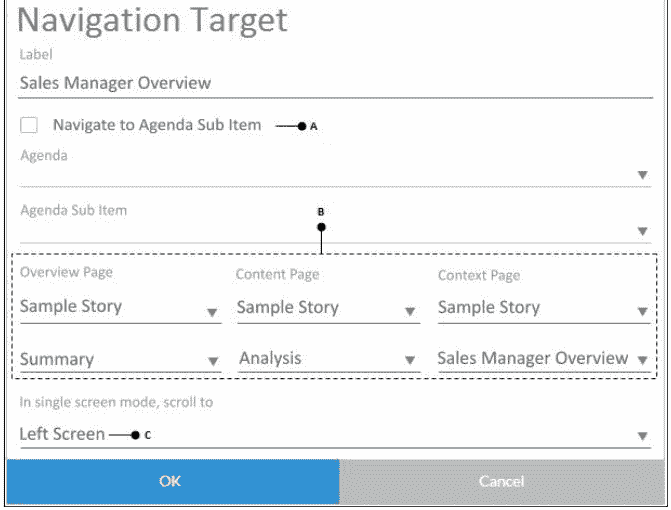 Navigation Target
Label
Sales Manager Overview
Navigate to Agenda Sub Item A
Agenda
Agenda Sub Item
B
Overview Page Content Page Context Page
Sample Story Sample Story Sample Story
Summary Analysis Sales Manager Overview
In single screen mode, scroll to
Left Screen C
OK Cancel